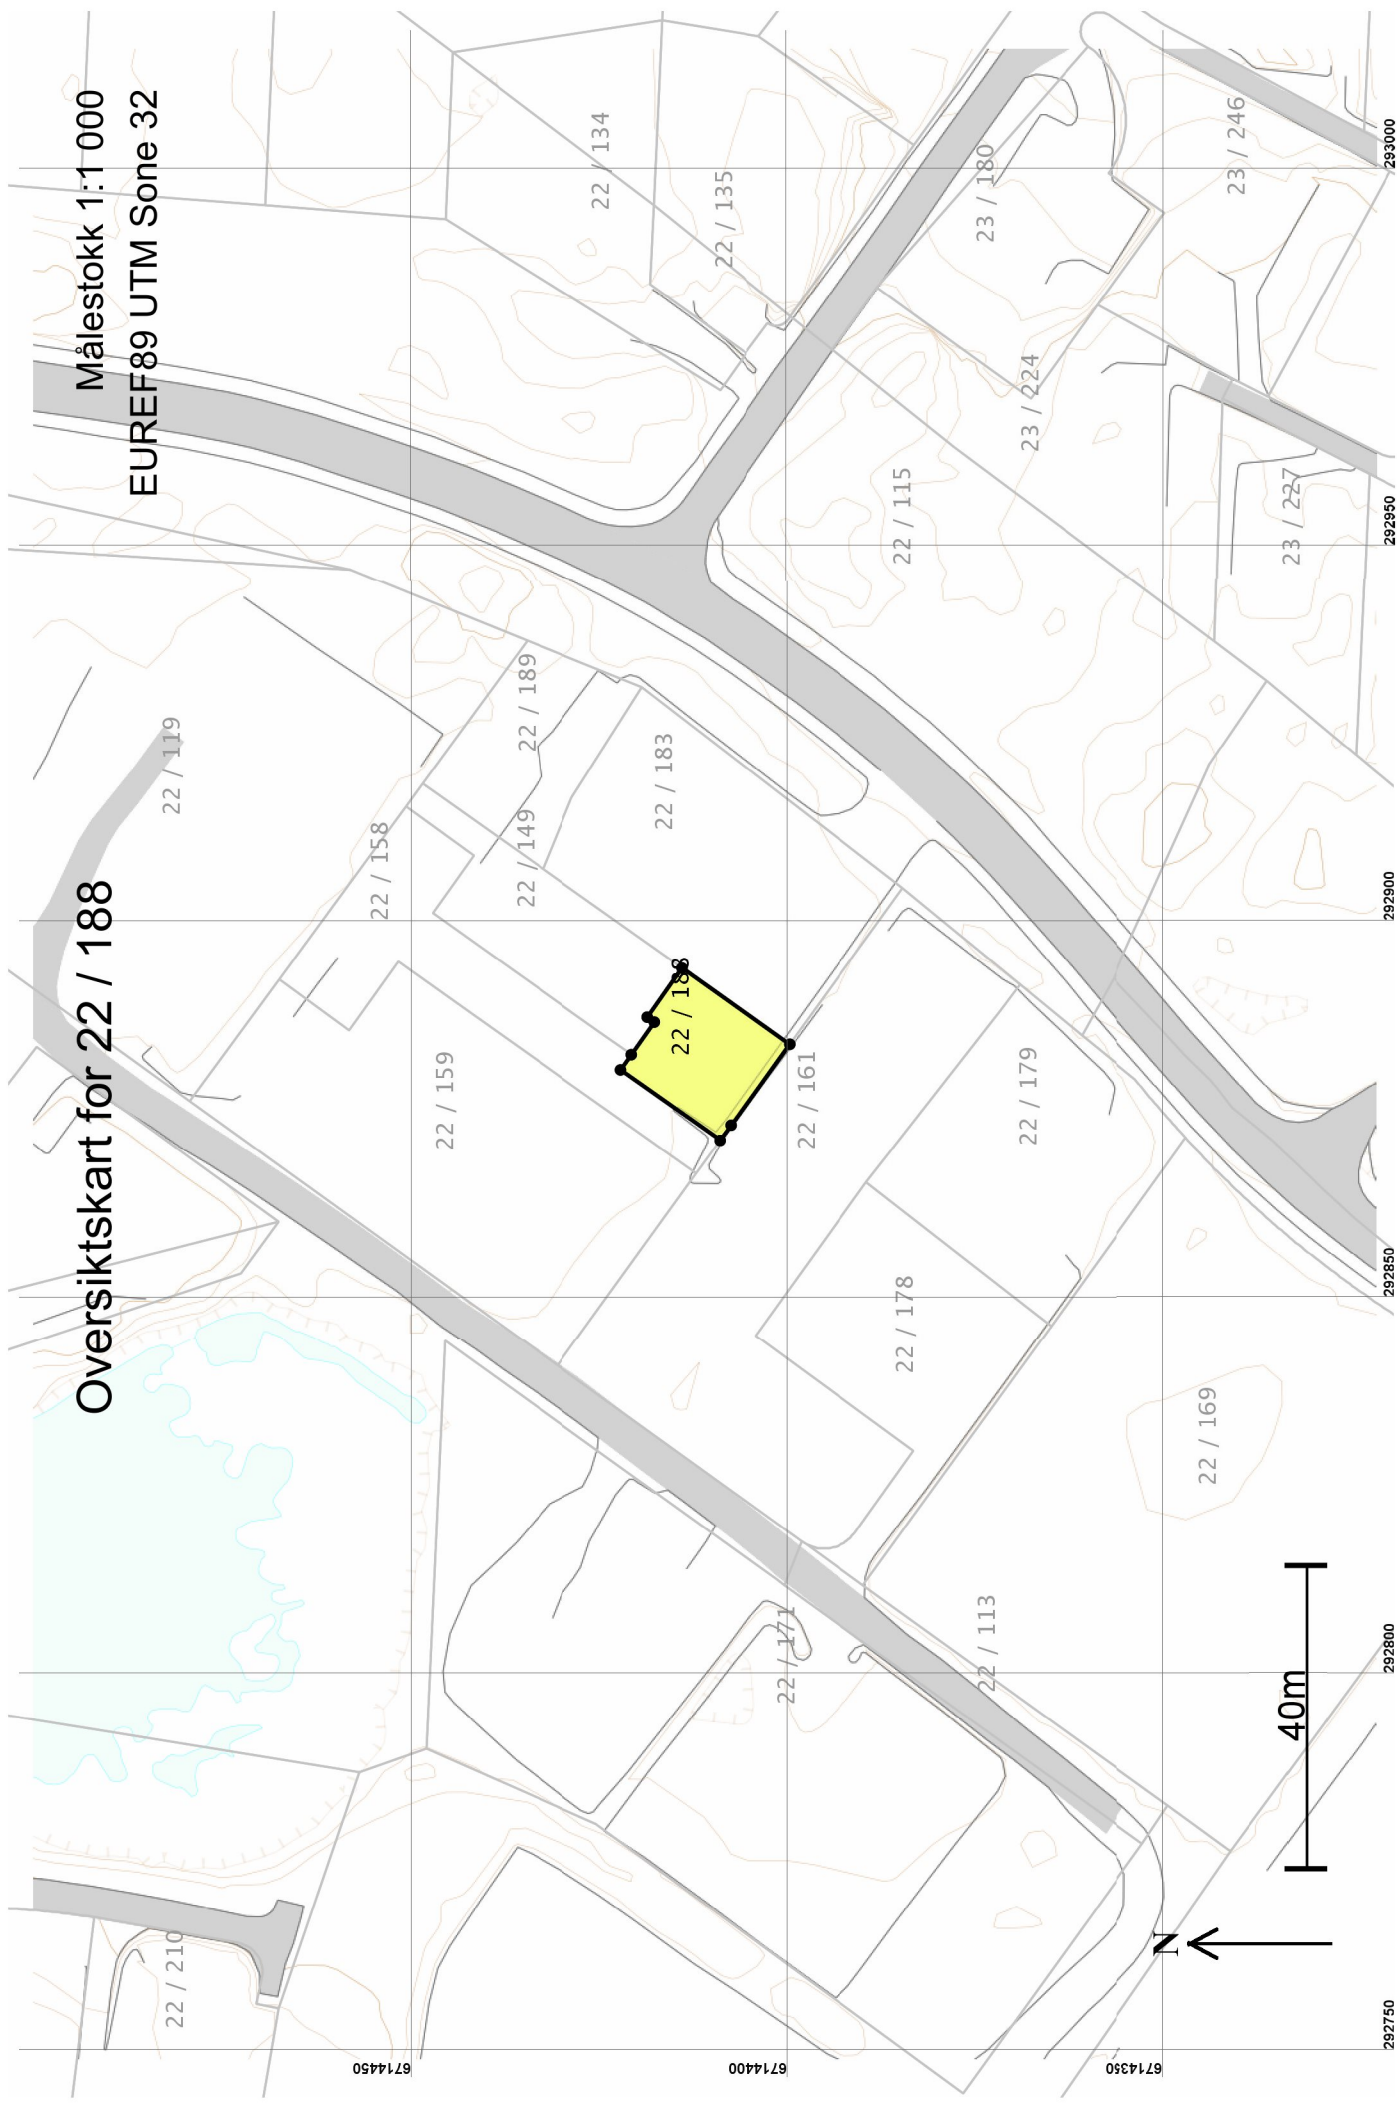 Oversiktskart for 22 / 188
Målestokk 1:1 000
EUREF89 UTM Sone 32
22 / 210
22 / 119
22 / 158
6714450
22 / 159
22 / 149
22 / 189
22 / 134
22 / 183
22 / 188
22 / 135
6714400
22 / 171
22 / 161
22 / 178
22 / 115
22 / 113
23 / 180
22 / 179
23 / 224
6714350
N
22 / 169
23 / 246
40m
23 / 227
292750
292800
292850
292900
292950
293000